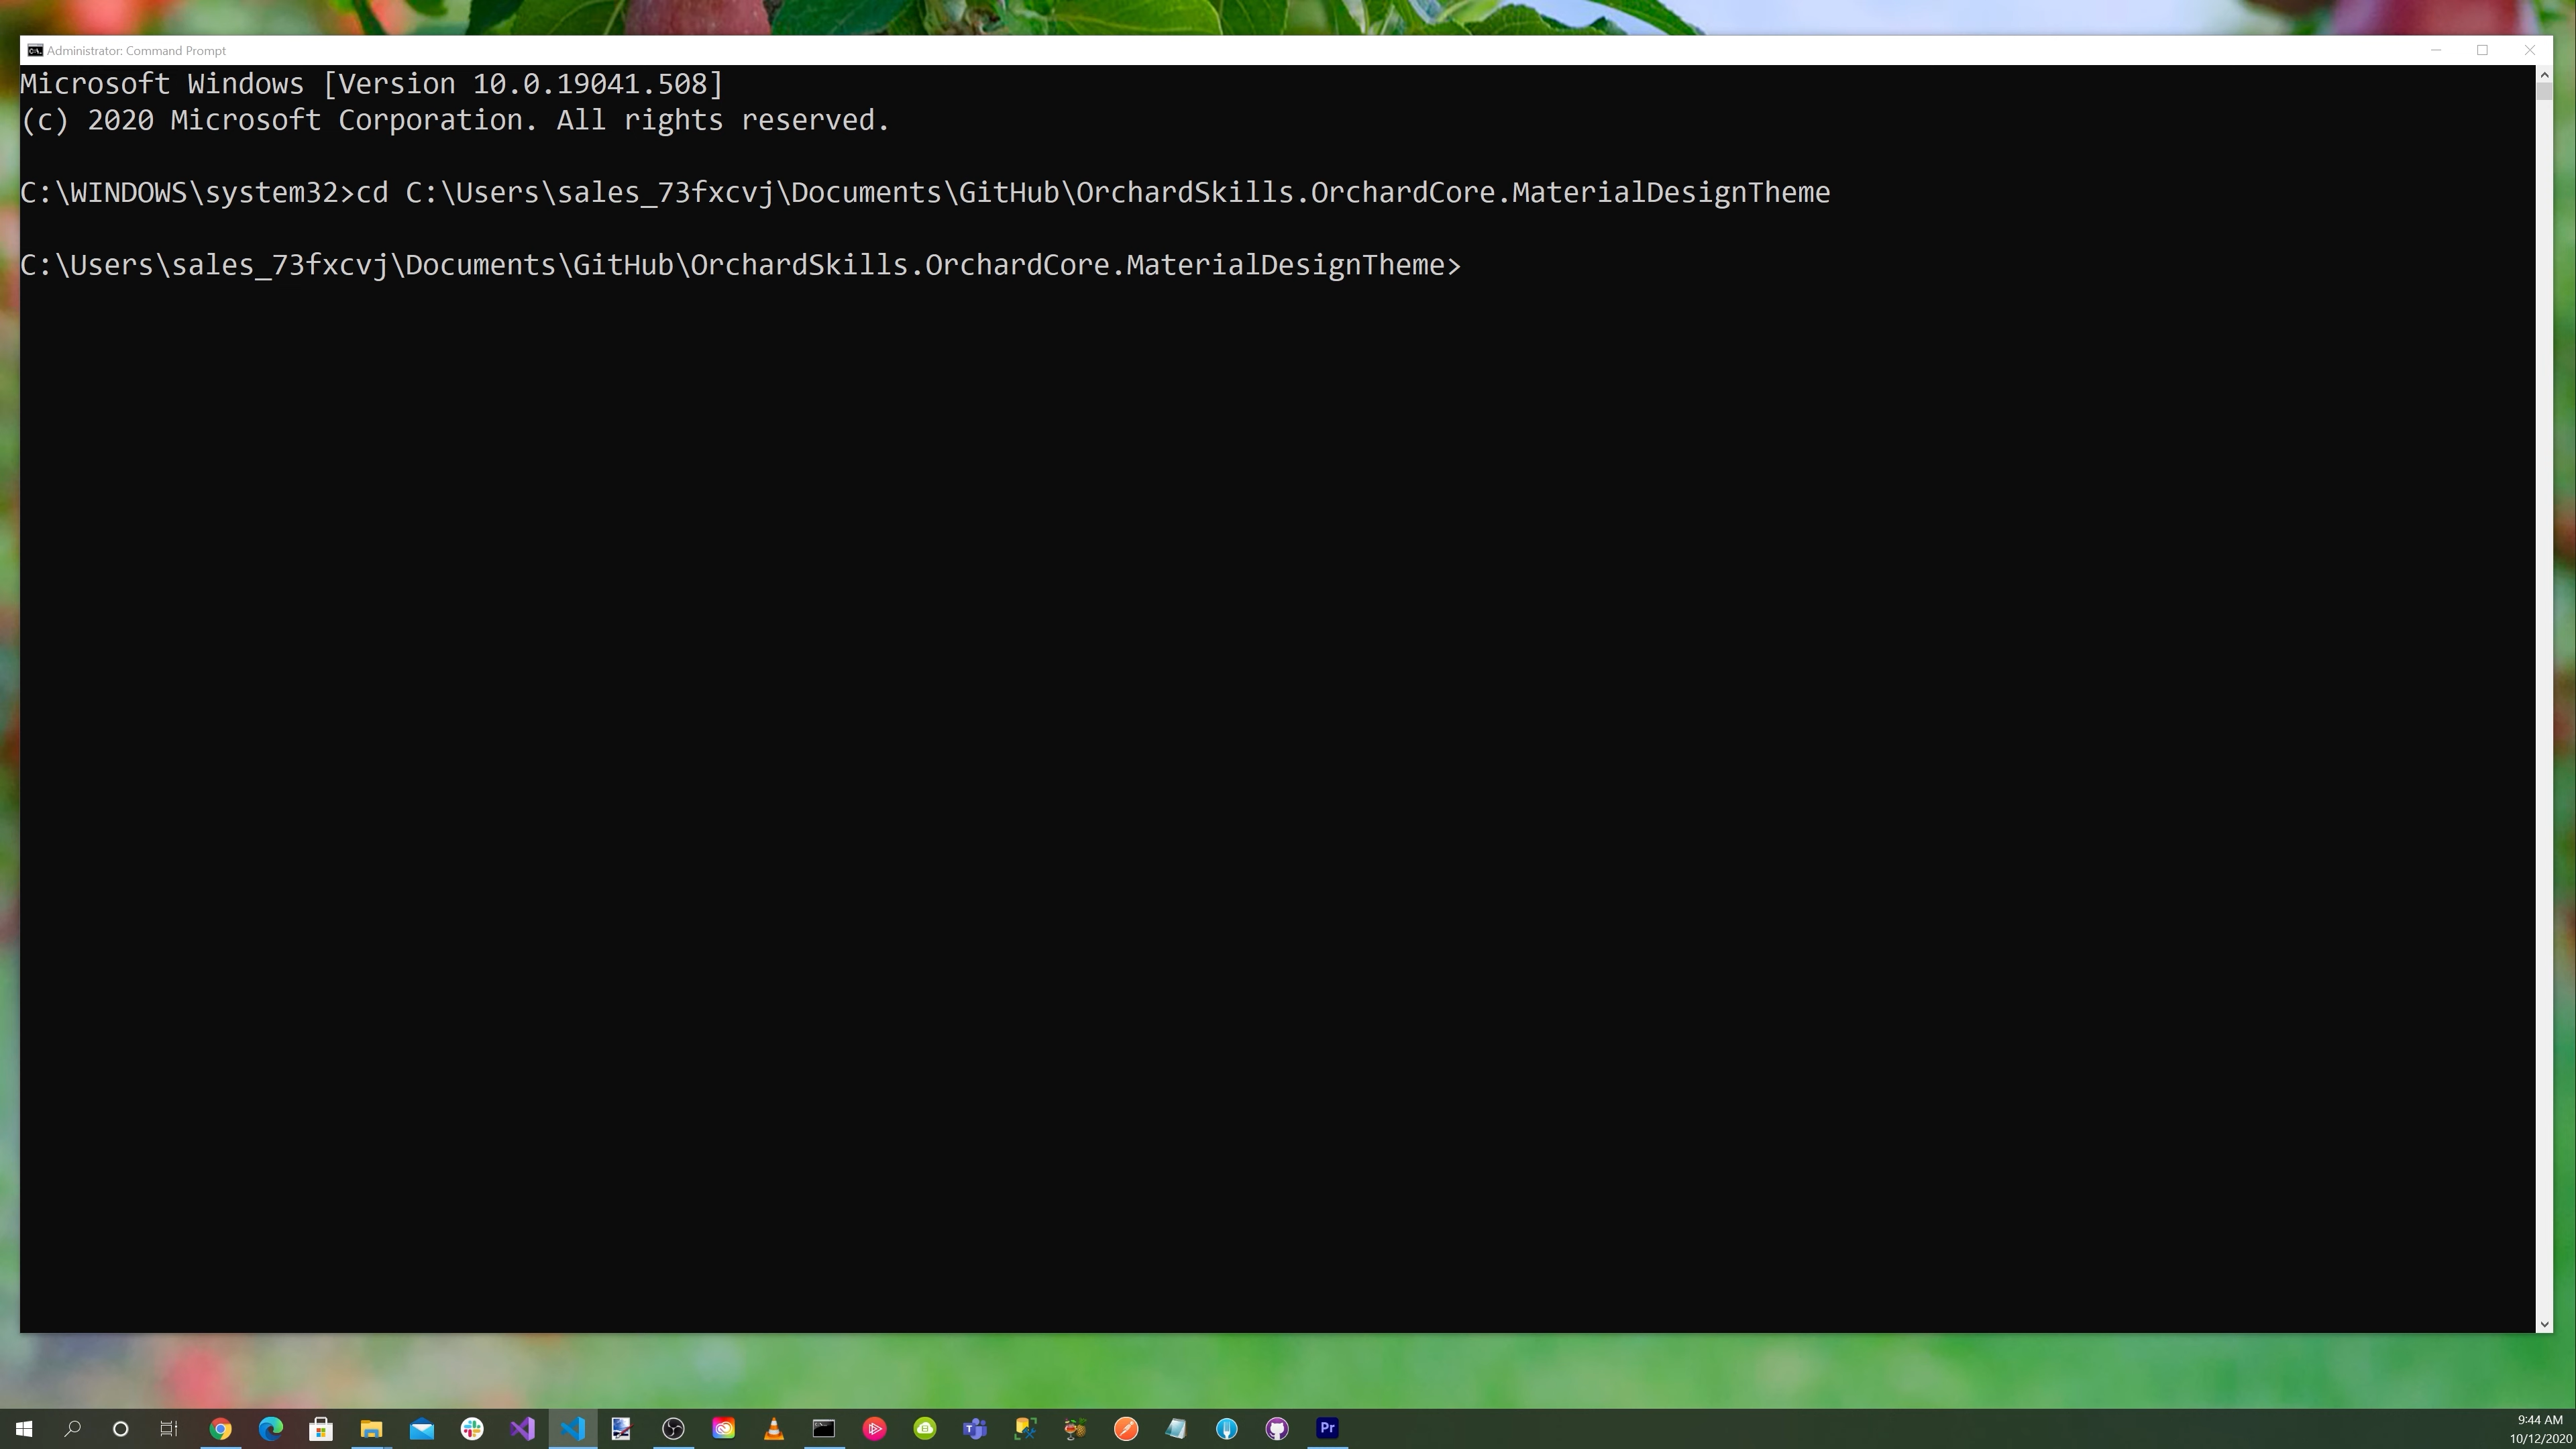 Administrator: Command Prompt
Microsoft Windows [Version 10.0.19041.508]
(c) 2020 Microsoft Corporation. All rights reserved.
C:\WINDOWS\system32>cd C:\Users\sales_73fxcvj\Documents\GitHub\OrchardSkills.OrchardCore.MaterialDesignTheme
C:\Users\sales_73fxcvj\Documents\GitHub\OrchardSkills.OrchardCore.MaterialDesignTheme>
Pr
9:44 AM
10/12/2020